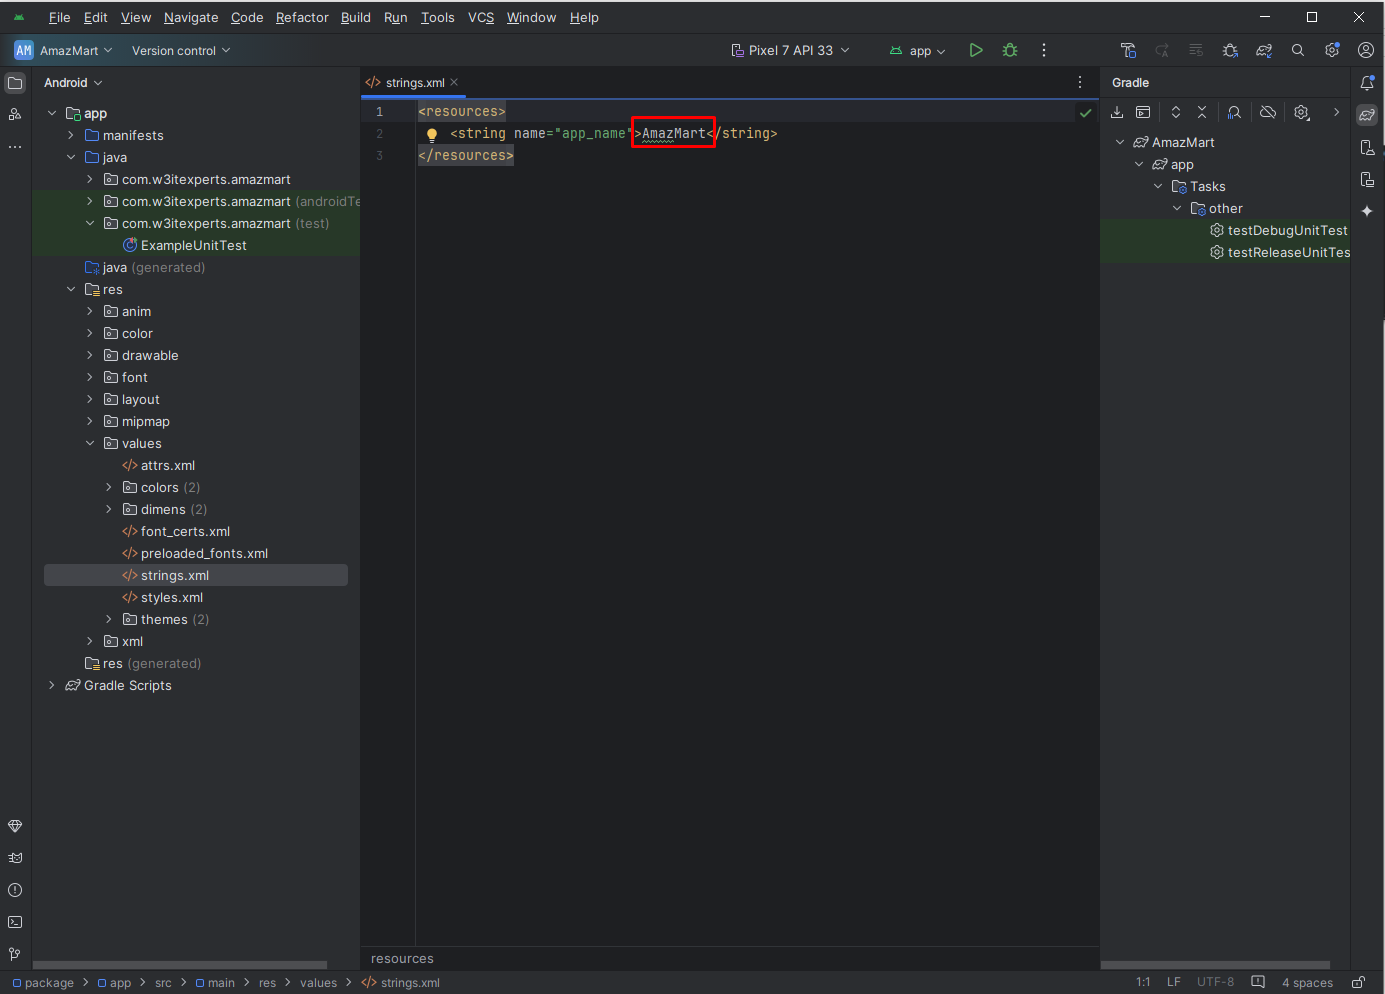 File Edit View Navigate Code Refactor Build Run Tools VCS Window Help
AM AmazMart Version control Pixel 7 API 33 app
Android
app
manifests
java
com.w3itexperts.amazmart
com.w3itexperts.amazmart (androidTe
com.w3itexperts.amazmart (test)
ExampleUnitTest
java (generated)
res
anim
color
drawable
font
layout
mipmap
values
attrs.xml
colors (2)
dimens (2)
font_certs.xml
preloaded_fonts.xml
strings.xml
styles.xml
themes (2)
xml
res (generated)
Gradle Scripts
strings.xml
1 <resources>
2 <string name="app_name">AmazMart</string>
3 </resources>
resources
Gradle
AmazMart
app
Tasks
other
testDebugUnitTest
testReleaseUnitTes
package > app > src > main > res > values > strings.xml
1:1 LF UTF-8 4 spaces